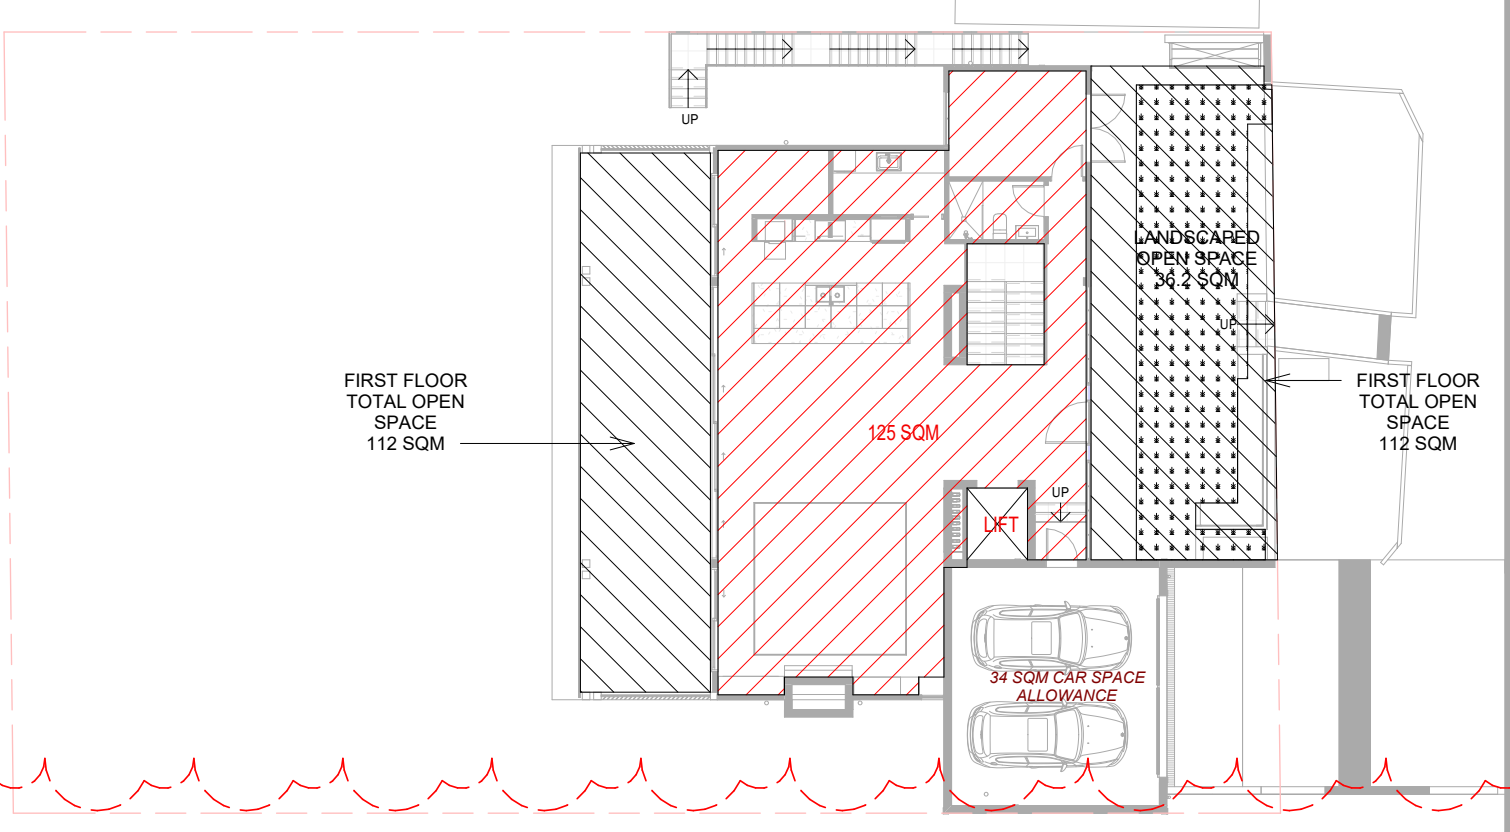 UP
LANDSCAPED
OPEN SPACE
36.2 SQM
UP
FIRST FLOOR
TOTAL OPEN
SPACE
112 SQM
FIRST FLOOR
TOTAL OPEN
SPACE
112 SQM
125 SQM
UP
LIFT
34 SQM CAR SPACE
ALLOWANCE